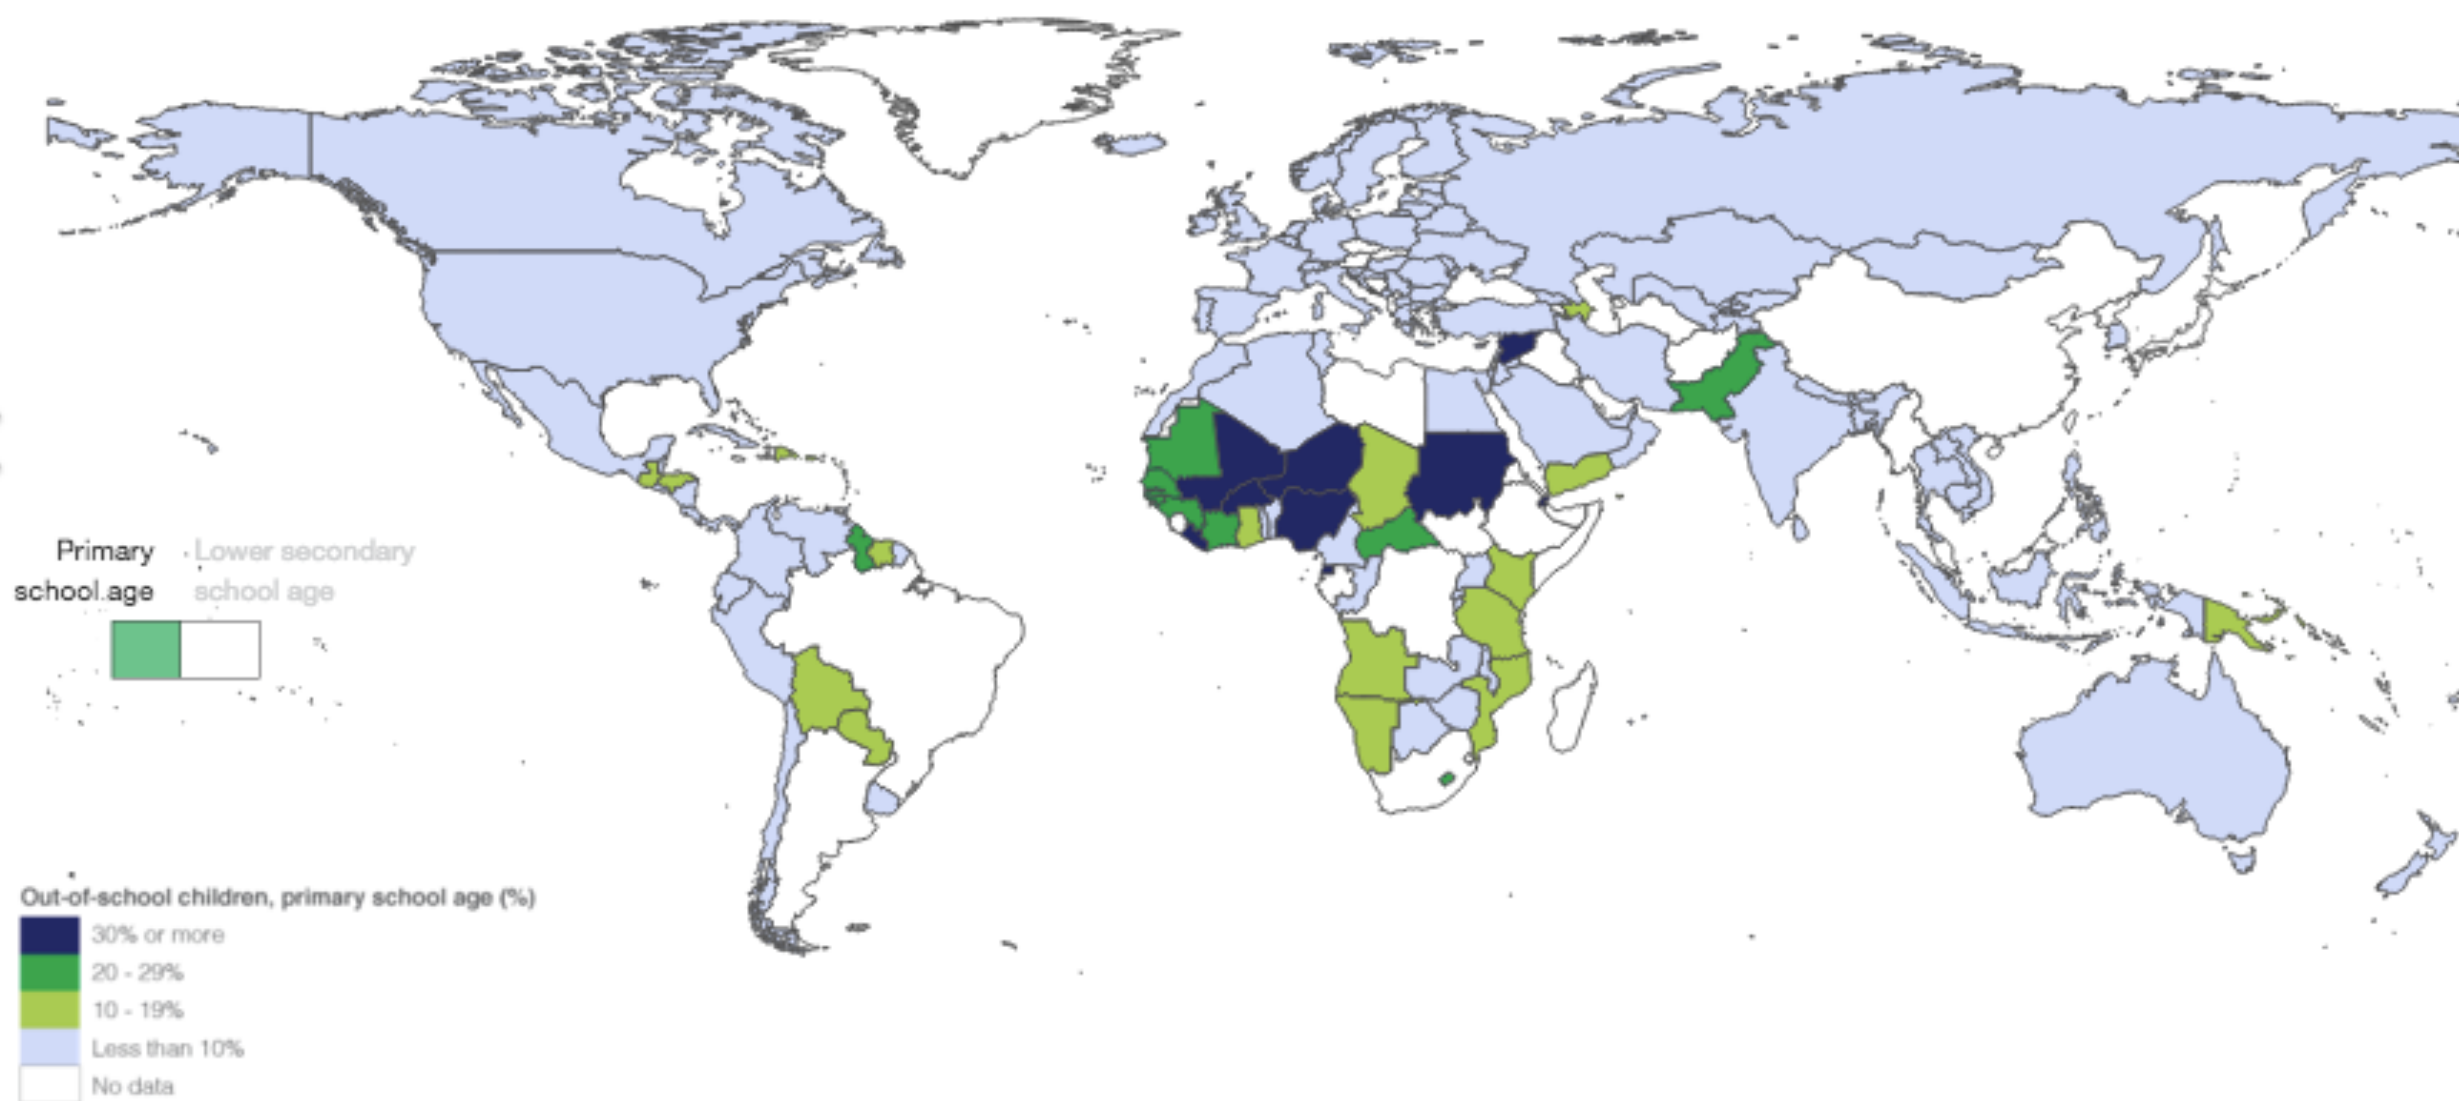 Primary
school.age
Lower secondary
school age
Out-of-school children, primary school age (%)
30% or more
20 - 29%
10 - 19%
Less than 10%
No data